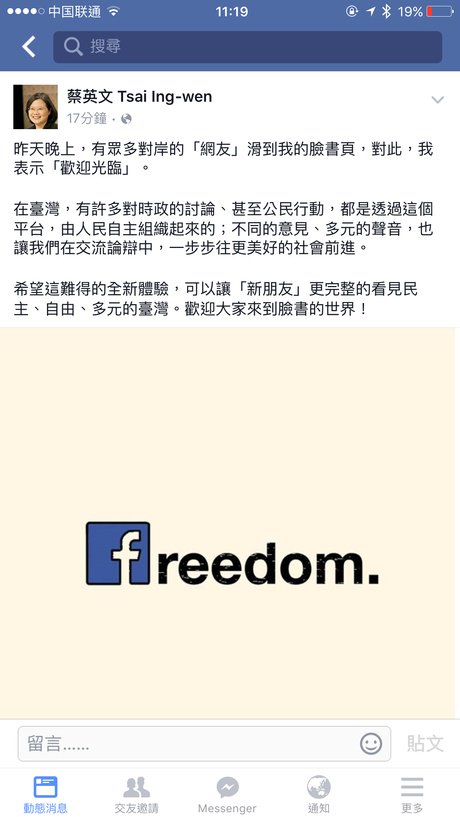 中国联通
11:19
19%
搜尋
蔡英文 Tsai Ing-wen
17分鐘
昨天晚上，有眾多對岸的「網友」滑到我的臉書頁，對此，我
表示「歡迎光臨」。
在臺灣，有許多對時政的討論、甚至公民行動，都是透過這個
平台，由人民自主組織起來的；不同的意見、多元的聲音，也
讓我們在交流論辯中，一步步往更美好的社會前進。
希望這難得的全新體驗，可以讓「新朋友」更完整的看見民
主、自由、多元的臺灣。歡迎大家來到臉書的世界！
freedom.
留言......
貼文
動態消息
交友邀請
Messenger
通知
更多